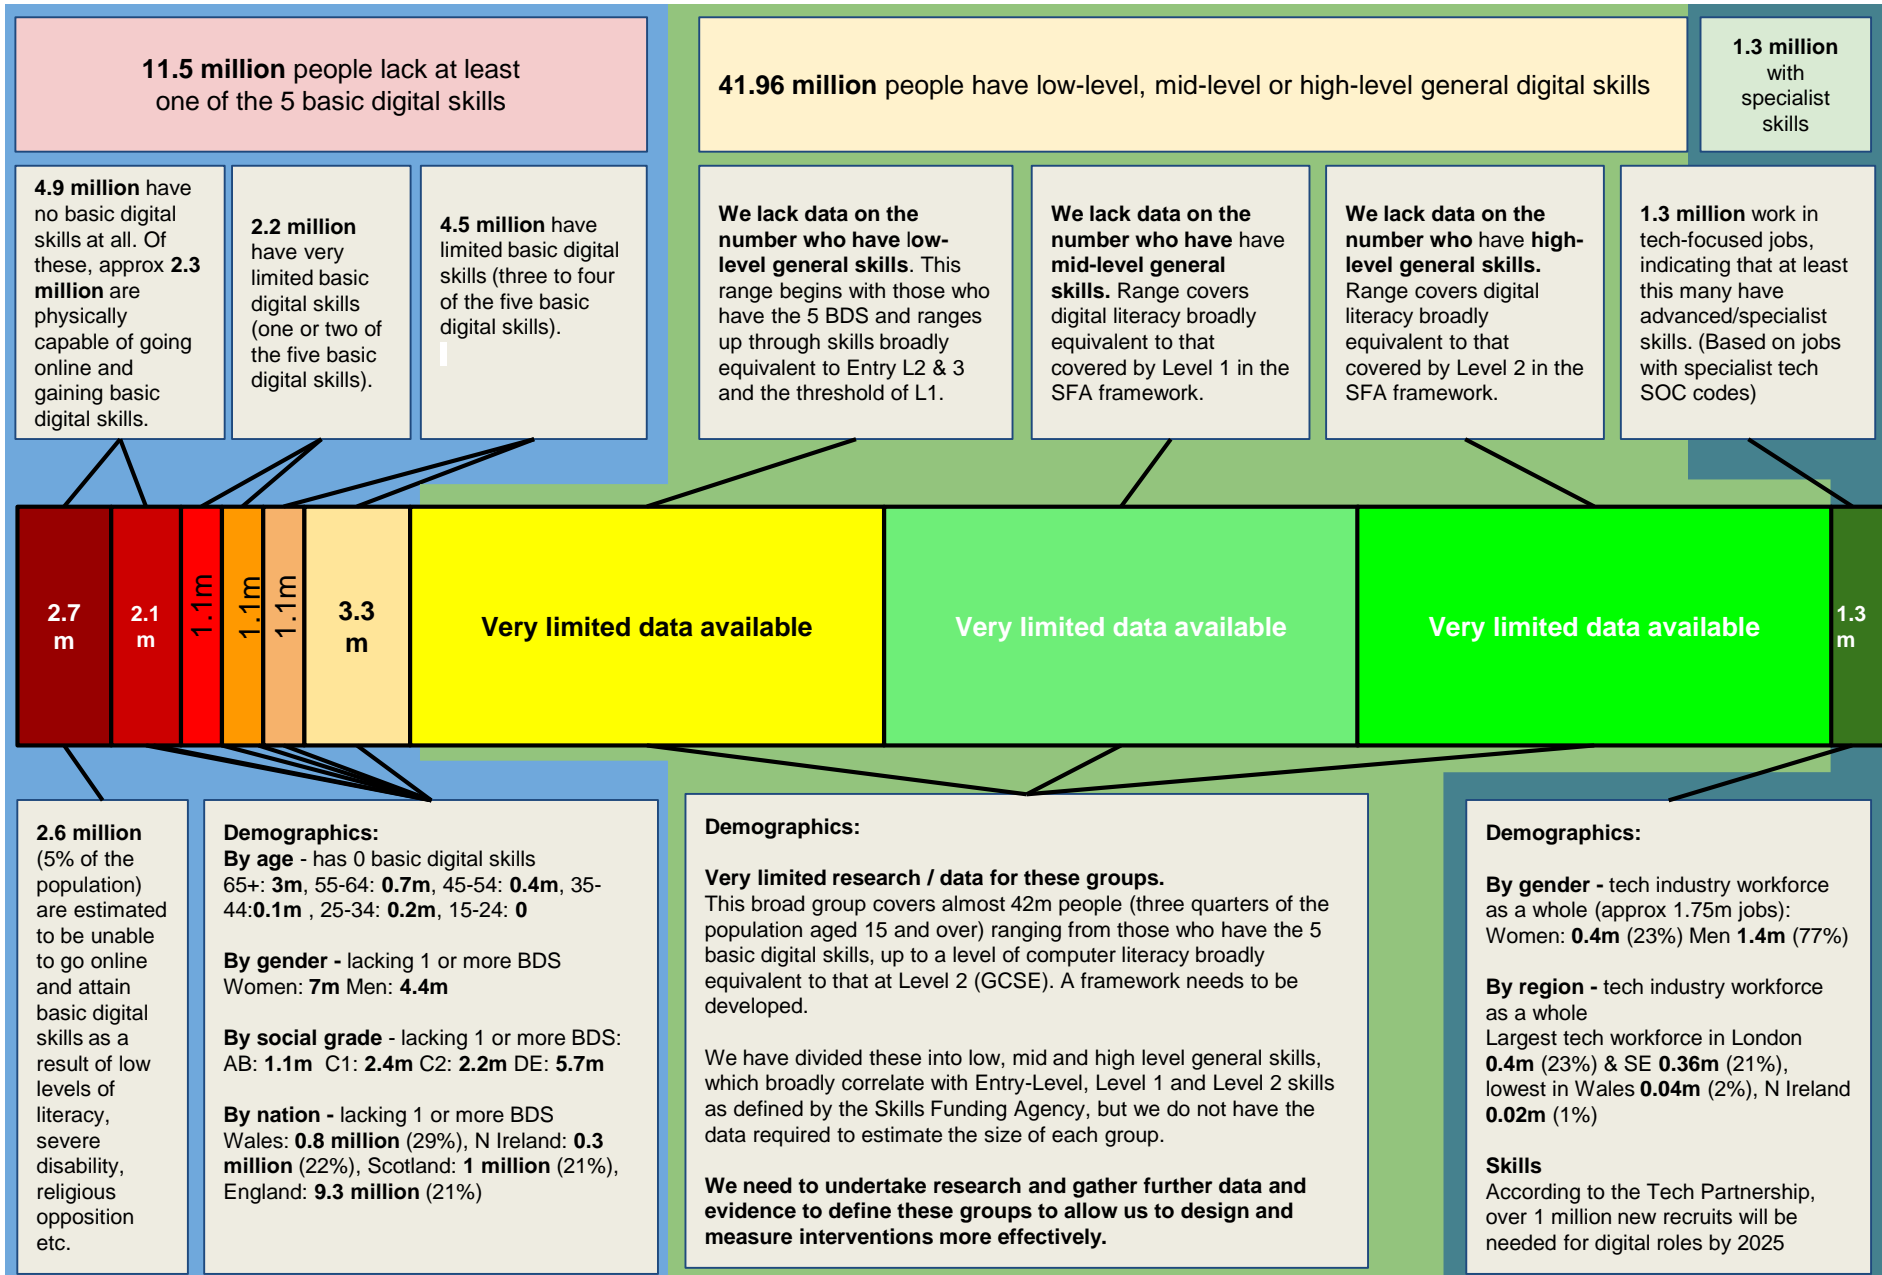 11.5 million people lack at least
one of the 5 basic digital skills
41.96 million people have low-level, mid-level or high-level general digital skills
1.3 million
with
specialist
skills
4.9 million have
no basic digital
skills at all. Of
these, approx 2.3
million are
physically
capable of going
online and
gaining basic
digital skills.
2.2 million
have very
limited basic
digital skills
(one or two of
the five basic
digital skills).
4.5 million have
limited basic digital
skills (three to four
of the five basic
digital skills).
We lack data on the
number who have low-
level general skills. This
range begins with those who
have the 5 BDS and ranges
up through skills broadly
equivalent to Entry L2 & 3
and the threshold of L1.
We lack data on the
number who have have
mid-level general
skills. Range covers
digital literacy broadly
equivalent to that
covered by Level 1 in the
SFA framework.
We lack data on the
number who have high-
level general skills.
Range covers digital
literacy broadly
equivalent to that
covered by Level 2 in the
SFA framework.
1.3 million work in
tech-focused jobs,
indicating that at least
this many have
advanced/specialist
skills. (Based on jobs
with specialist tech
SOC codes)
2.7
m
2.1
m
1.1m
1.1m
1.1m
3.3
m
Very limited data available
Very limited data available
Very limited data available
1.3
m
2.6 million
(5% of the
population)
are estimated
to be unable
to go online
and attain
basic digital
skills as a
result of low
levels of
literacy,
severe
disability,
religious
opposition
etc.
Demographics:
By age - has 0 basic digital skills
65+: 3m, 55-64: 0.7m, 45-54: 0.4m, 35-
44:0.1m , 25-34: 0.2m, 15-24: 0
By gender - lacking 1 or more BDS
Women: 7m Men: 4.4m
By social grade - lacking 1 or more BDS:
AB: 1.1m C1: 2.4m C2: 2.2m DE: 5.7m
By nation - lacking 1 or more BDS
Wales: 0.8 million (29%), N Ireland: 0.3
million (22%), Scotland: 1 million (21%),
England: 9.3 million (21%)
Demographics:
Very limited research / data for these groups.
This broad group covers almost 42m people (three quarters of the
population aged 15 and over) ranging from those who have the 5
basic digital skills, up to a level of computer literacy broadly
equivalent to that at Level 2 (GCSE). A framework needs to be
developed.
We have divided these into low, mid and high level general skills,
which broadly correlate with Entry-Level, Level 1 and Level 2 skills
as defined by the Skills Funding Agency, but we do not have the
data required to estimate the size of each group.
We need to undertake research and gather further data and
evidence to define these groups to allow us to design and
measure interventions more effectively.
Demographics:
By gender - tech industry workforce
as a whole (approx 1.75m jobs):
Women: 0.4m (23%) Men 1.4m (77%)
By region - tech industry workforce
as a whole
Largest tech workforce in London
0.4m (23%) & SE 0.36m (21%),
lowest in Wales 0.04m (2%), N Ireland
0.02m (1%)
Skills
According to the Tech Partnership,
over 1 million new recruits will be
needed for digital roles by 2025